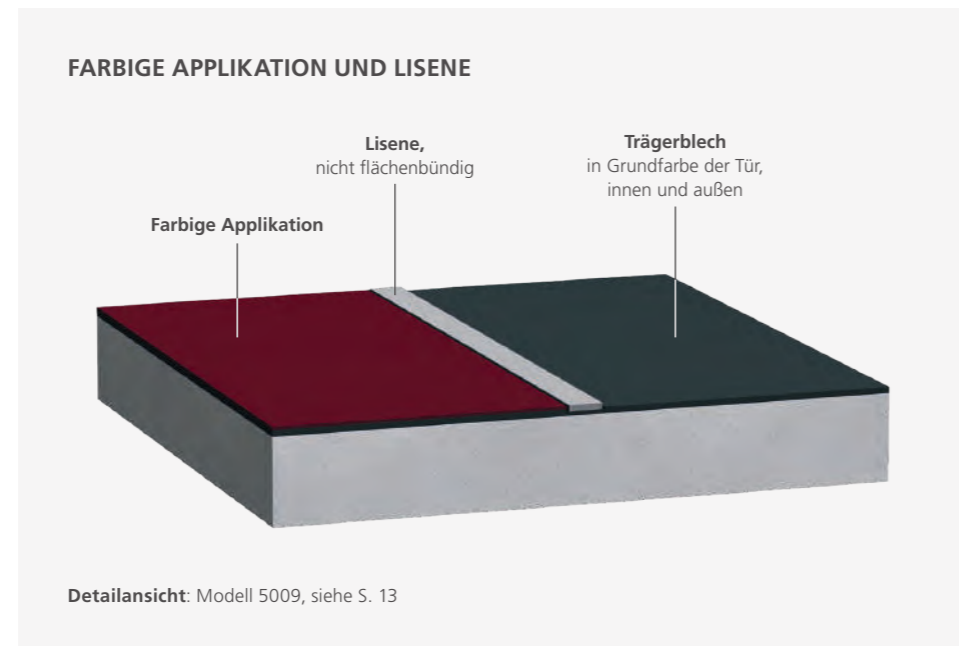 FARBIGE APPLIKATION UND LISENE
Lisene,
nicht flächenbündig
Trägerblech
in Grundfarbe der Tür,
innen und außen
Farbige Applikation
Detailansicht: Modell 5009, siehe S. 13